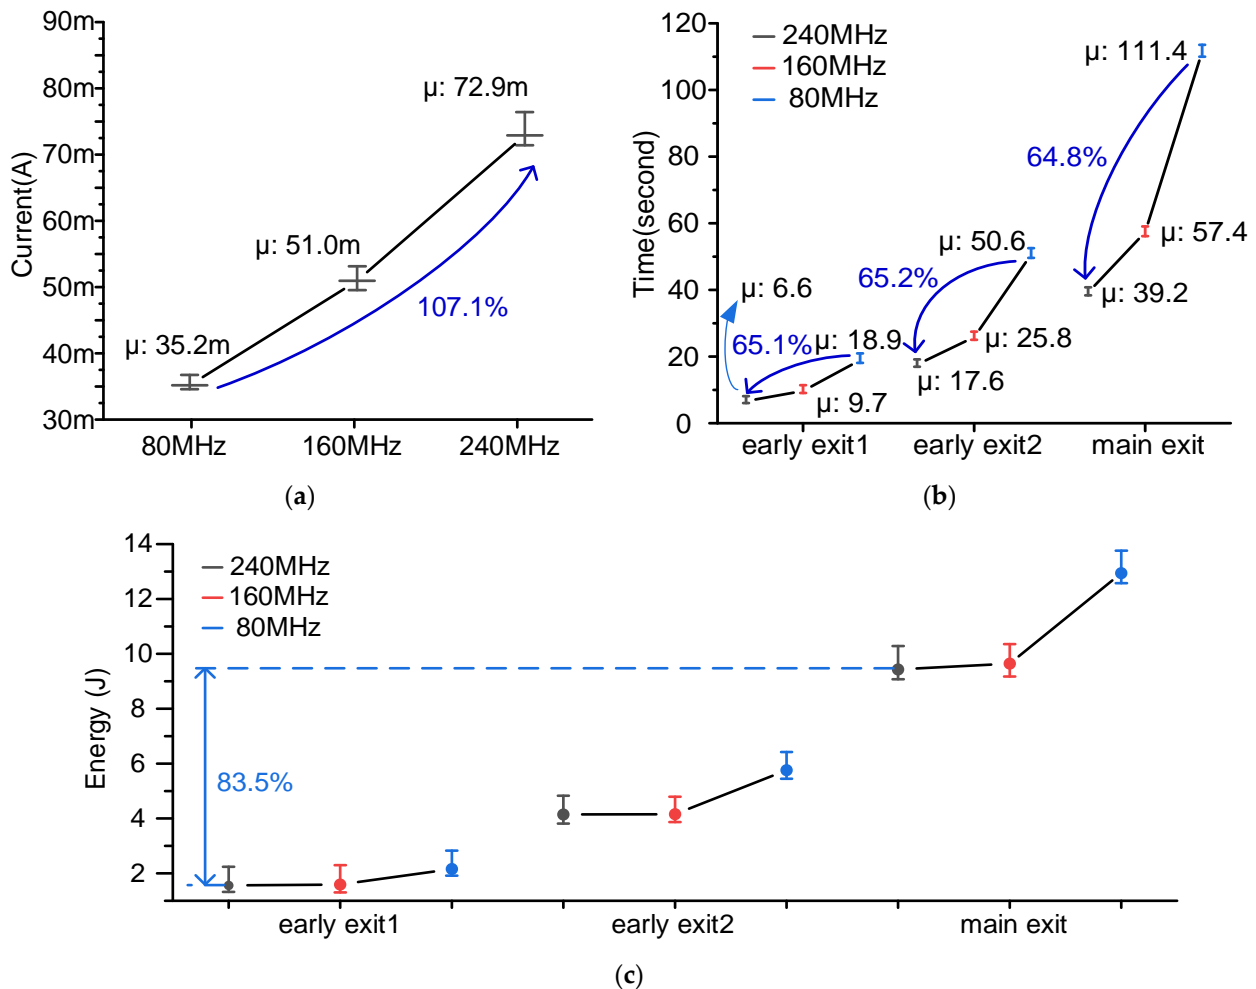 90m
80m
70m
60m
50m
40m
30m
Current(A)
μ: 72.9m
μ: 51.0m
μ: 35.2m
107.1%
80MHz 160MHz 240MHz
(a)
120
100
80
60
40
20
0
Time(second)
240MHz
160MHz
80MHz
μ: 111.4
64.8%
μ: 50.6
μ: 57.4
65.2%
μ: 6.6
μ: 39.2
65.1%
μ: 18.9
μ: 25.8
μ: 17.6
μ: 9.7
early exit1 early exit2 main exit
(b)
14
12
10
8
6
4
2
Energy (J)
240MHz
160MHz
80MHz
83.5%
early exit1 early exit2 main exit
(c)